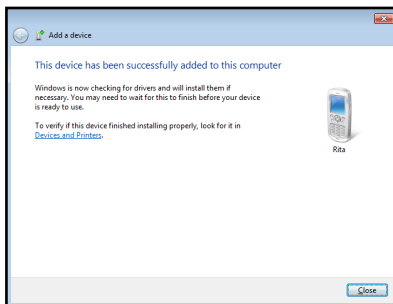 Add a device
This device has been successfully added to this computer
Windows is now checking for drivers and will install them if
necessary. You may need to wait for this to finish before your device
is ready to use.
To verify if this device finished installing properly, look for it in
Devices and Printers.
Rita
Close